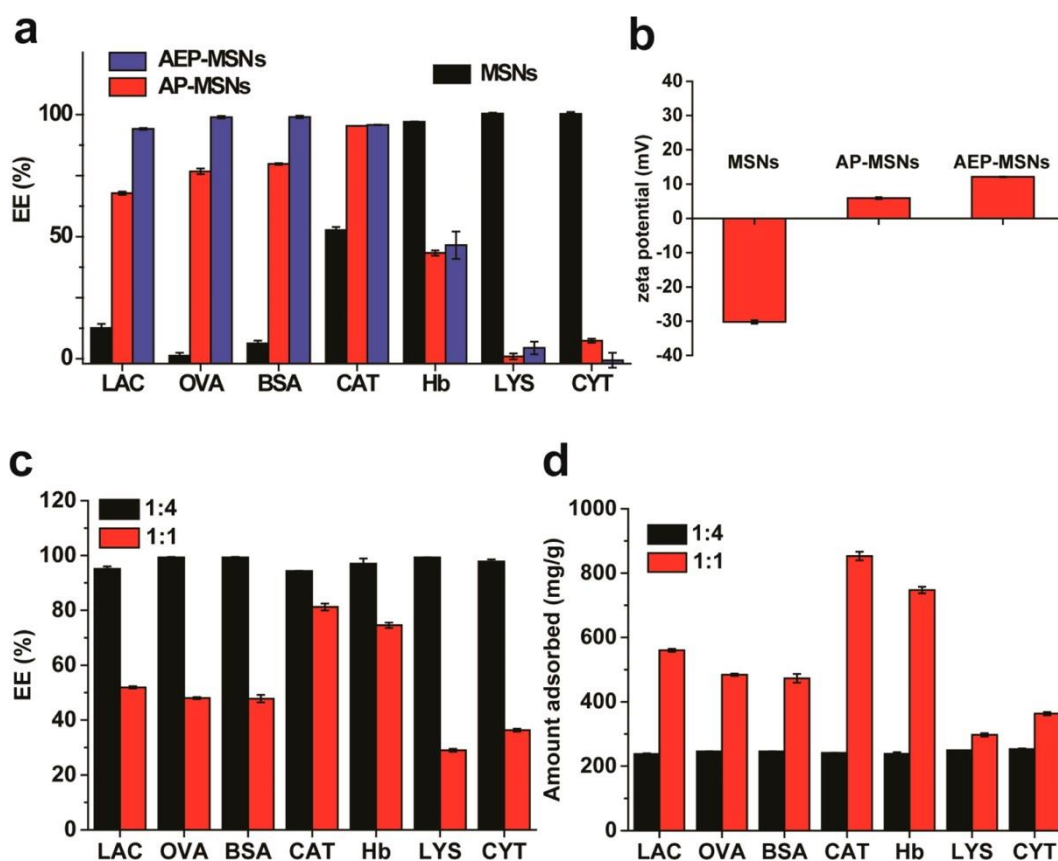 a
AEP-MSNs
AP-MSNs
MSNs
EE (%)
100
50
0
LAC OVA BSA CAT Hb LYS CYT
b
zeta potential (mV)
40
30
20
10
0
-10
-20
-30
-40
MSNs AP-MSNs AEP-MSNs
c
1:4
1:1
EE (%)
120
100
80
60
40
20
0
LAC OVA BSA CAT Hb LYS CYT
d
1:4
1:1
Amount adsorbed (mg/g)
1000
800
600
400
200
0
LAC OVA BSA CAT Hb LYS CYT